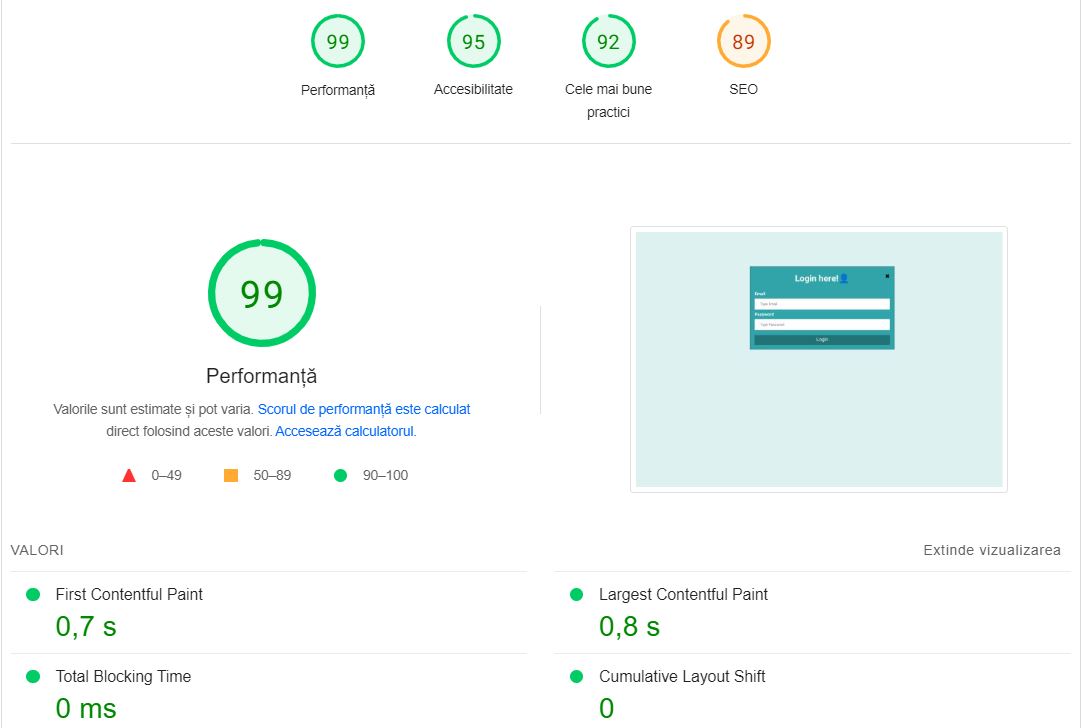 99
95
92
89
Performanță
Accesibilitate
Cele mai bune
practici
SEO
99
Performanță
Valorile sunt estimate și pot varia. Scorul de performanță este calculat
direct folosind aceste valori. Accesează calculatorul.
0–49
50–89
90–100
Login here!👤
Email
Type Email
Password
Type Password
Login
VALORI
Extinde vizualizarea
First Contentful Paint
0,7 s
Largest Contentful Paint
0,8 s
Total Blocking Time
0 ms
Cumulative Layout Shift
0